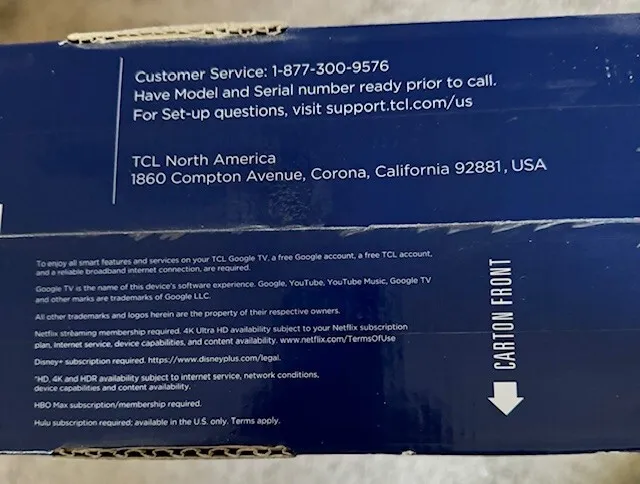 Customer Service: 1-877-300-9576
Have Model and Serial number ready prior to call.
For Set-up questions, visit support.tcl.com/us
TCL North America
1860 Compton Avenue, Corona, California 92881, USA
To enjoy all smart features and services on your TCL Google TV, a free Google account, a free TCL account,
and a reliable broadband internet connection, are required.
Google TV is the name of this device's software experience. Google, YouTube, YouTube Music, Google TV
and other marks are trademarks of Google LLC.
All other trademarks and logos herein are the property of their respective owners.
Netflix streaming membership required. 4K Ultra HD availability subject to your Netflix subscription
plan, Internet service, device capabilities, and content availability. www.netflix.com/TermsOfUse
Disney+ subscription required. https://www.disneyplus.com/legal.
"HD, 4K and HDR availability subject to internet service, network conditions,
device capabilities and content availability.
HBO Max subscription/membership required.
Hulu subscription required; available in the U.S. only. Terms apply.
CARTON FRONT